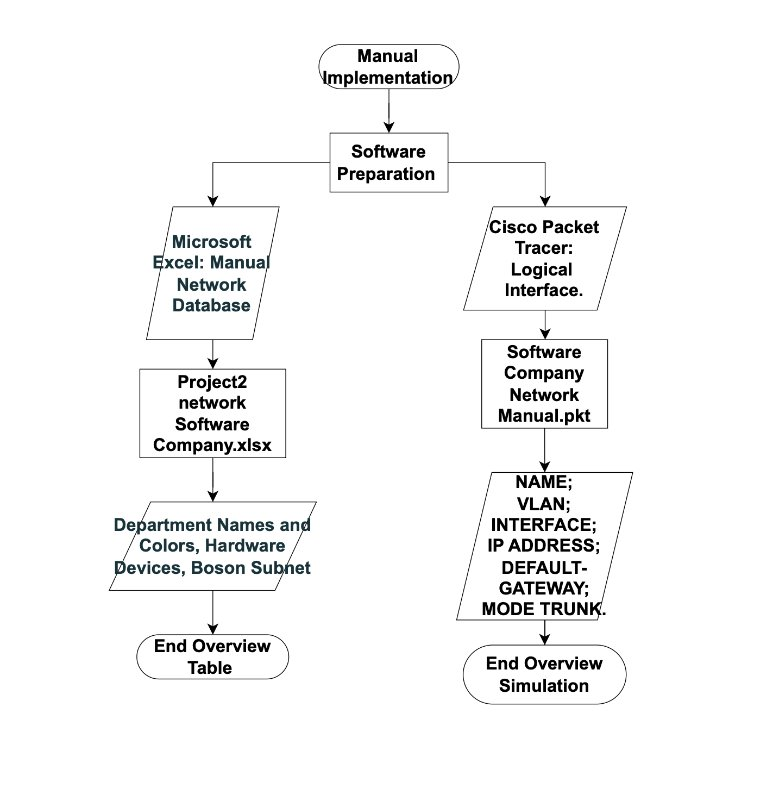 Manual
Implementation
Software
Preparation
Microsoft
Excel: Manual
Network
Database
Project2
network
Software
Company.xlsx
Department Names and
Colors, Hardware
Devices, Boson Subnet
End Overview
Table
Cisco Packet
Tracer:
Logical
Interface.
Software
Company
Network
Manual.pkt
NAME;
VLAN;
INTERFACE;
IP ADDRESS;
DEFAULT-
GATEWAY;
MODE TRUNK.
End Overview
Simulation